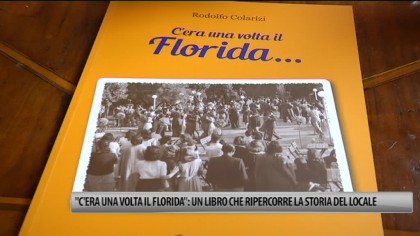 Rodolfo Colarizi
C'era una volta il
Florida...
"C'ERA UNA VOLTA IL FLORIDA": UN LIBRO CHE RIPERCORRE LA STORIA DEL LOCALE